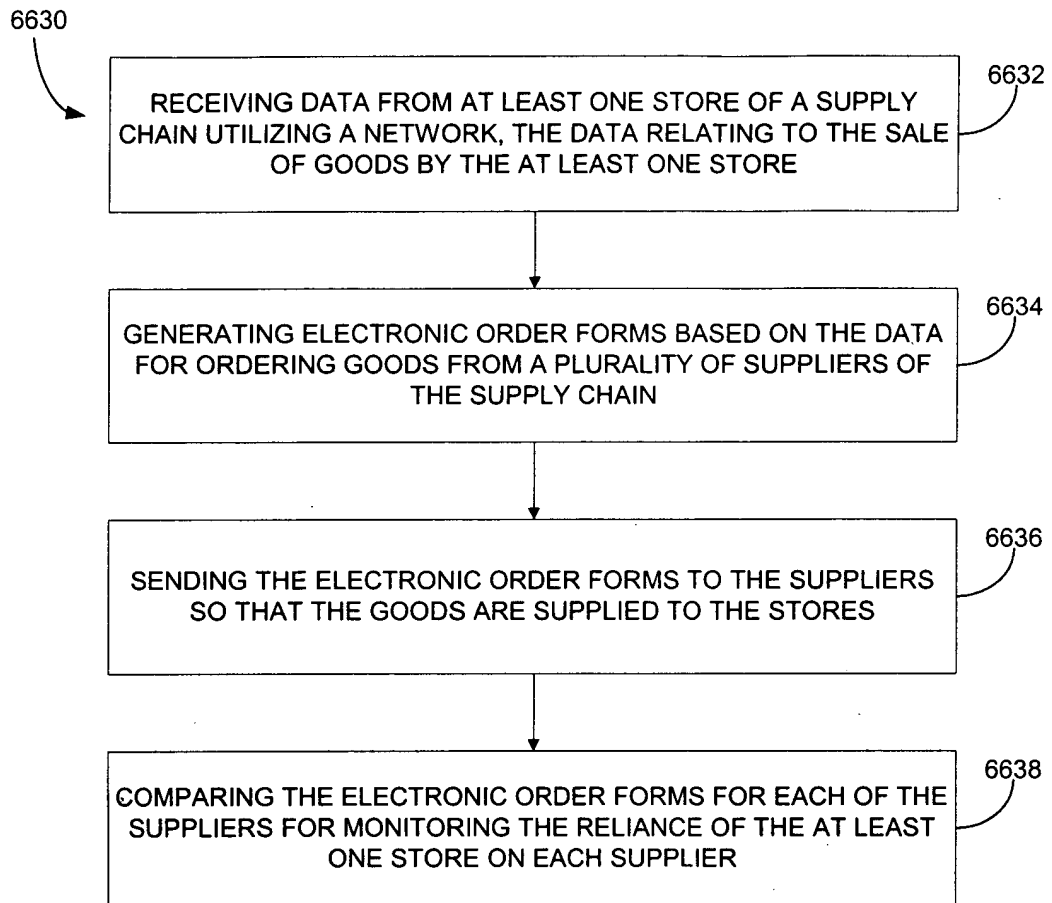 6630
6632
RECEIVING DATA FROM AT LEAST ONE STORE OF A SUPPLY
CHAIN UTILIZING A NETWORK, THE DATA RELATING TO THE SALE
OF GOODS BY THE AT LEAST ONE STORE
6634
GENERATING ELECTRONIC ORDER FORMS BASED ON THE DATA
FOR ORDERING GOODS FROM A PLURALITY OF SUPPLIERS OF
THE SUPPLY CHAIN
6636
SENDING THE ELECTRONIC ORDER FORMS TO THE SUPPLIERS
SO THAT THE GOODS ARE SUPPLIED TO THE STORES
6638
COMPARING THE ELECTRONIC ORDER FORMS FOR EACH OF THE
SUPPLIERS FOR MONITORING THE RELIANCE OF THE AT LEAST
ONE STORE ON EACH SUPPLIER